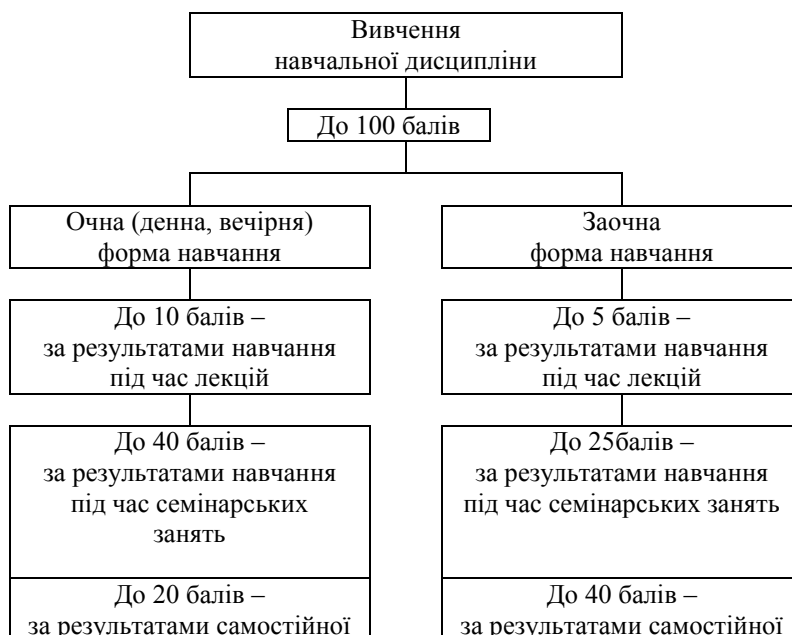 Вивчення
навчальної дисципліни
До 100 балів
Очна (денна, вечірня)
форма навчання
До 10 балів –
за результатами навчання
під час лекцій
До 40 балів –
за результатами навчання
під час семінарських
занять
До 20 балів –
за результатами самостійної
Заочна
форма навчання
До 5 балів –
за результатами навчання
під час лекцій
До 25балів –
за результатами навчання
під час семінарських занять
До 40 балів –
за результатами самостійної